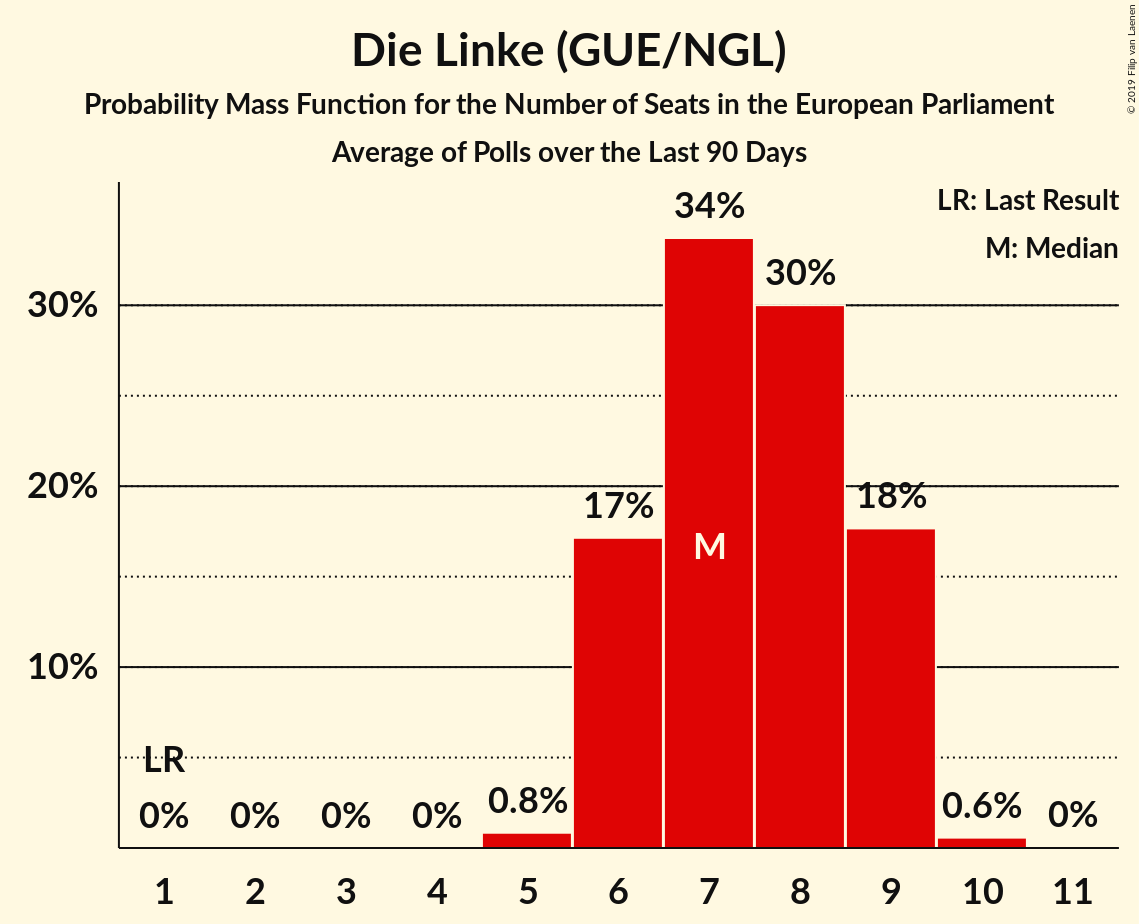 Die Linke (GUE/NGL)
Probability Mass Function for the Number of Seats in the European Parliament
Average of Polls over the Last 90 Days
© 2019 Filip van Laenen
LR: Last Result
M: Median
34%
30%
17%
18%
M
LR
0%
0%
0%
0%
0.8%
0.6%
0%
30%
20%
10%
1 2 3 4 5 6 7 8 9 10 11